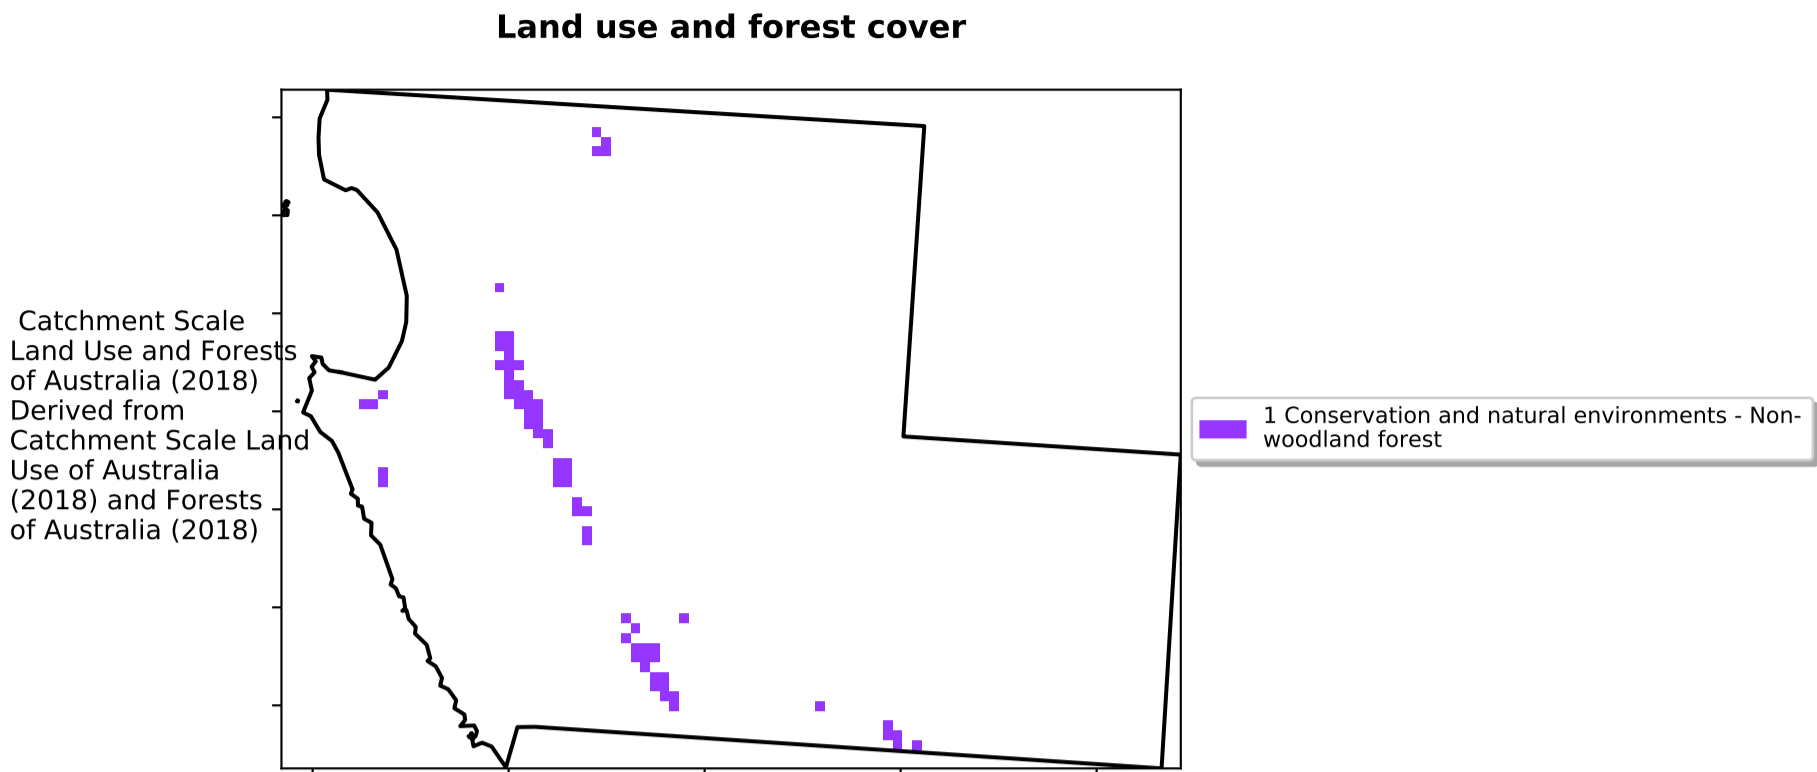 Land use and forest cover
Catchment Scale
Land Use and Forests
of Australia (2018)
Derived from
Catchment Scale Land
Use of Australia
(2018) and Forests
of Australia (2018)
1 Conservation and natural environments - Non-
woodland forest